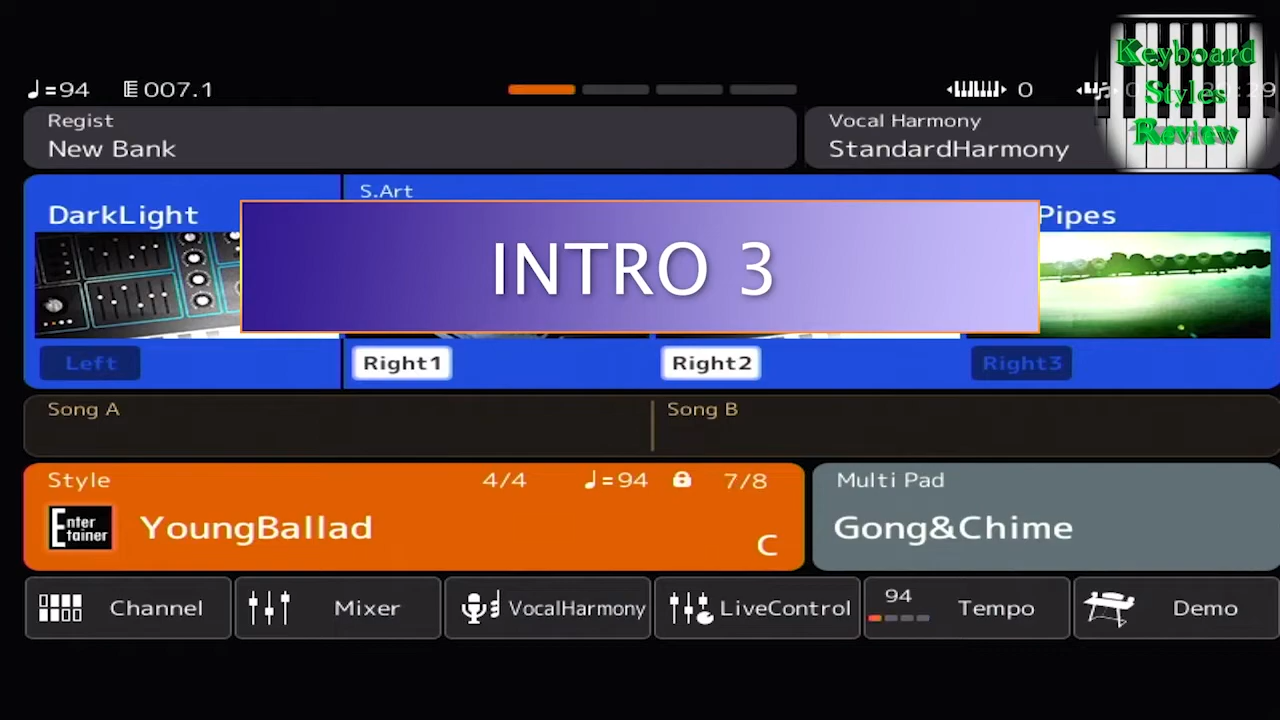 ♩=94 007.1 0
Keyboard
Styles
Review
Regist
New Bank
Vocal Harmony
StandardHarmony
S.Art
DarkLight
Pipes
INTRO 3
Left
Right1
Right2
Right3
Song A
Song B
Style 4/4 ♩=94 7/8
Enter
tainer
YoungBallad
C
Multi Pad
Gong&Chime
Channel
Mixer
VocalHarmony
LiveControl
94
Tempo
Demo